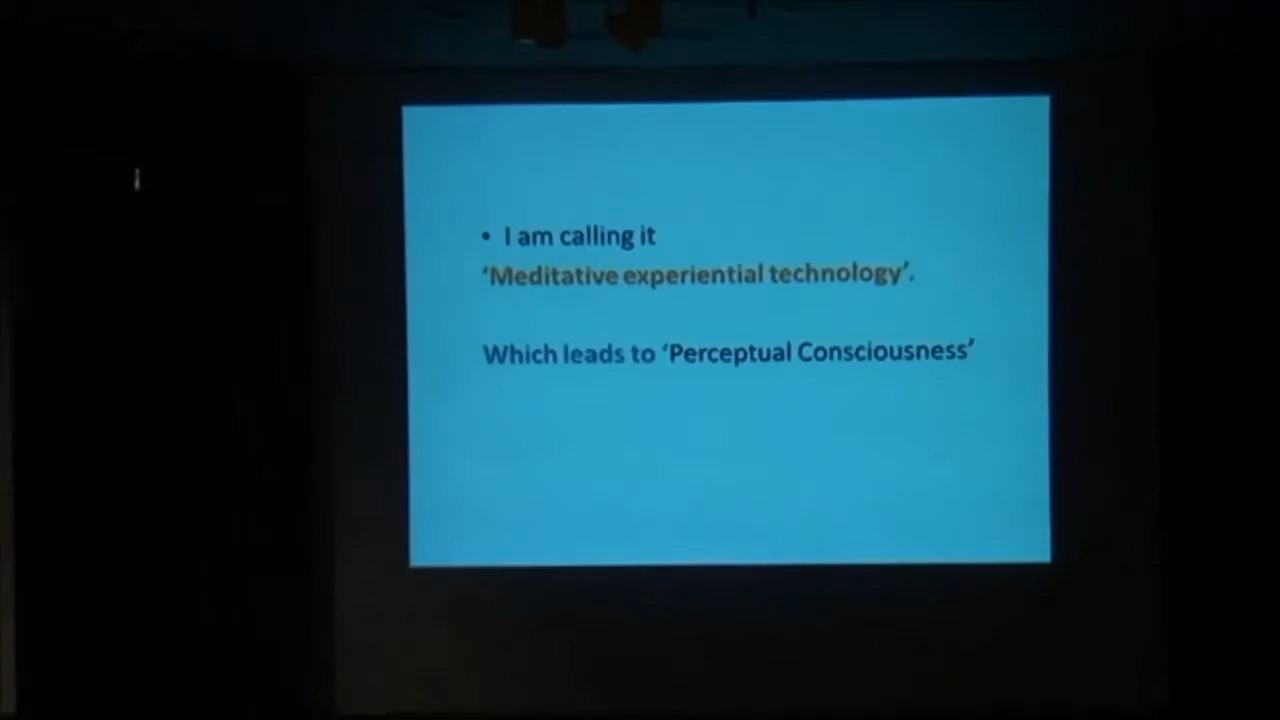 • I am calling it
‘Meditative experiential technology’.
Which leads to ‘Perceptual Consciousness’